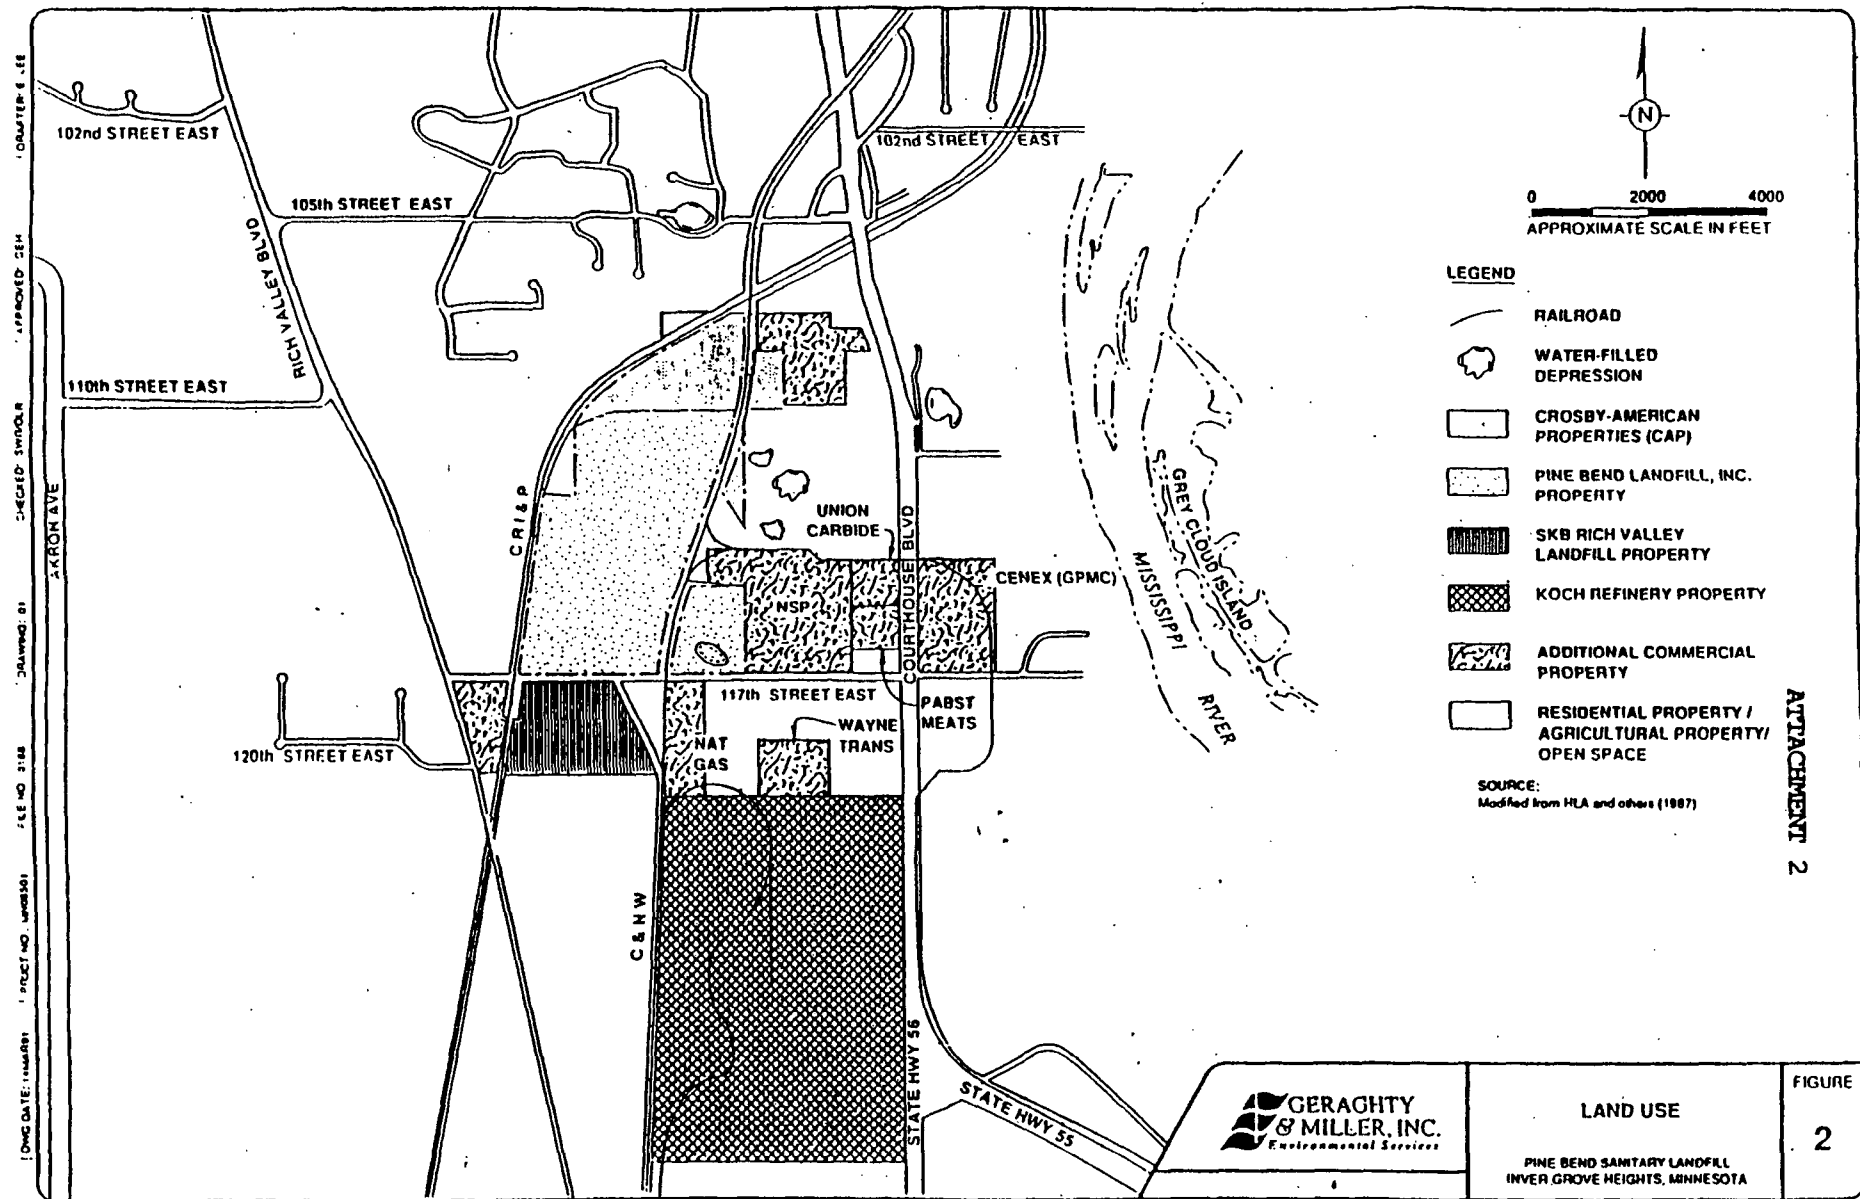 102nd STREET EAST
102nd STREET EAST
105th STREET EAST
RICH VALLEY BLVD
110th STREET EAST
AKRON AVE
C RI & P
UNION
CARBIDE
COURTHOUSE BLVD
CENEX (GPMC)
NSP
117th STREET EAST
PABST
MEATS
WAYNE
TRANS
NAT
GAS
120th STREET EAST
C & N W
STATE HWY 56
STATE HWY 55
MISSISSIPPI
RIVER
GREY CLOUD ISLAND
N
0 2000 4000
APPROXIMATE SCALE IN FEET
LEGEND
RAILROAD
WATER-FILLED
DEPRESSION
CROSBY-AMERICAN
PROPERTIES (CAP)
PINE BEND LANDFILL, INC.
PROPERTY
SKB RICH VALLEY
LANDFILL PROPERTY
KOCH REFINERY PROPERTY
ADDITIONAL COMMERCIAL
PROPERTY
RESIDENTIAL PROPERTY /
AGRICULTURAL PROPERTY/
OPEN SPACE
SOURCE:
Modified from HLA and others (1987)
ATTACHMENT 2
GERAGHTY
& MILLER, INC.
Environmental Services
LAND USE
PINE BEND SANITARY LANDFILL
INVER GROVE HEIGHTS, MINNESOTA
FIGURE
2